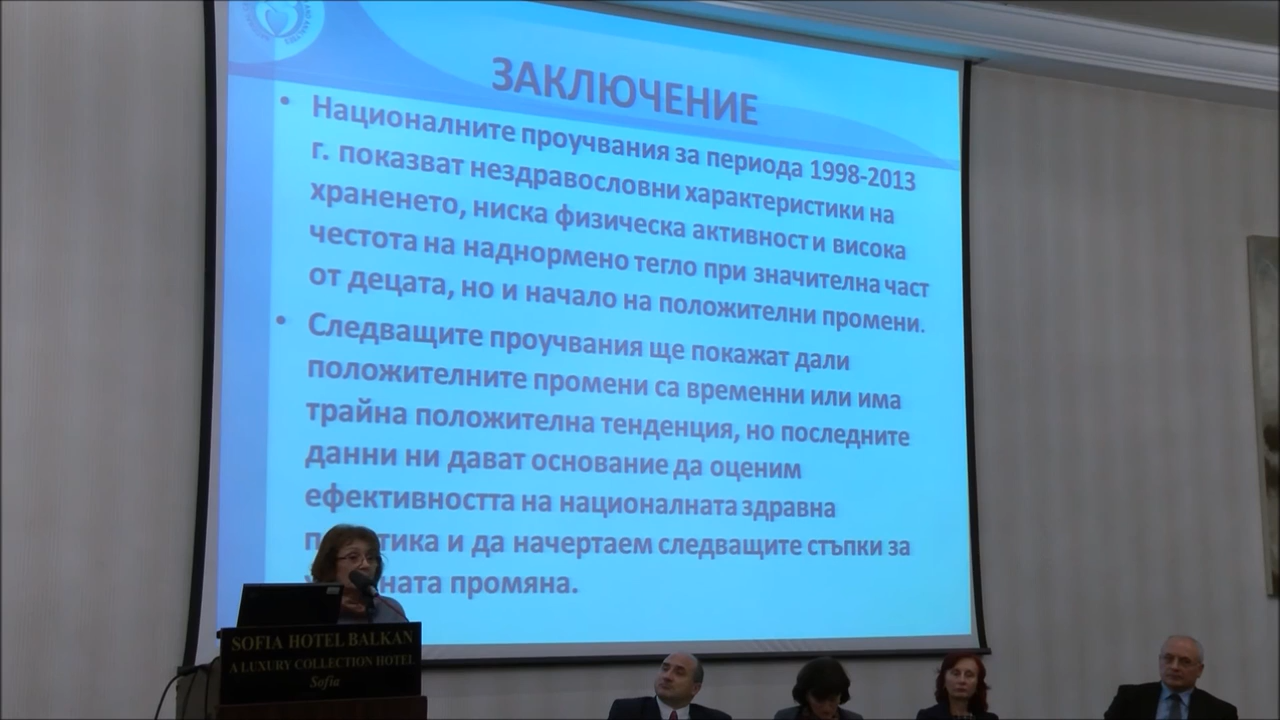 ЗАКЛЮЧЕНИЕ
• Националните проучвания за периода 1998-2013
г. показват нездравословни характеристики на
храненето, ниска физическа активност и висока
честота на наднормено тегло при значителна част
от децата, но и начало на положителни промени.
• Следващите проучвания ще покажат дали
положителните промени са временни или има
трайна положителна тенденция, но последните
данни ни дават основание да оценим
ефективността на националната здравна
и да начертаем следващите стъпки за
промяна.
SOFIA HOTEL BALKAN
A LUXURY COLLECTION HOTEL
Sofia